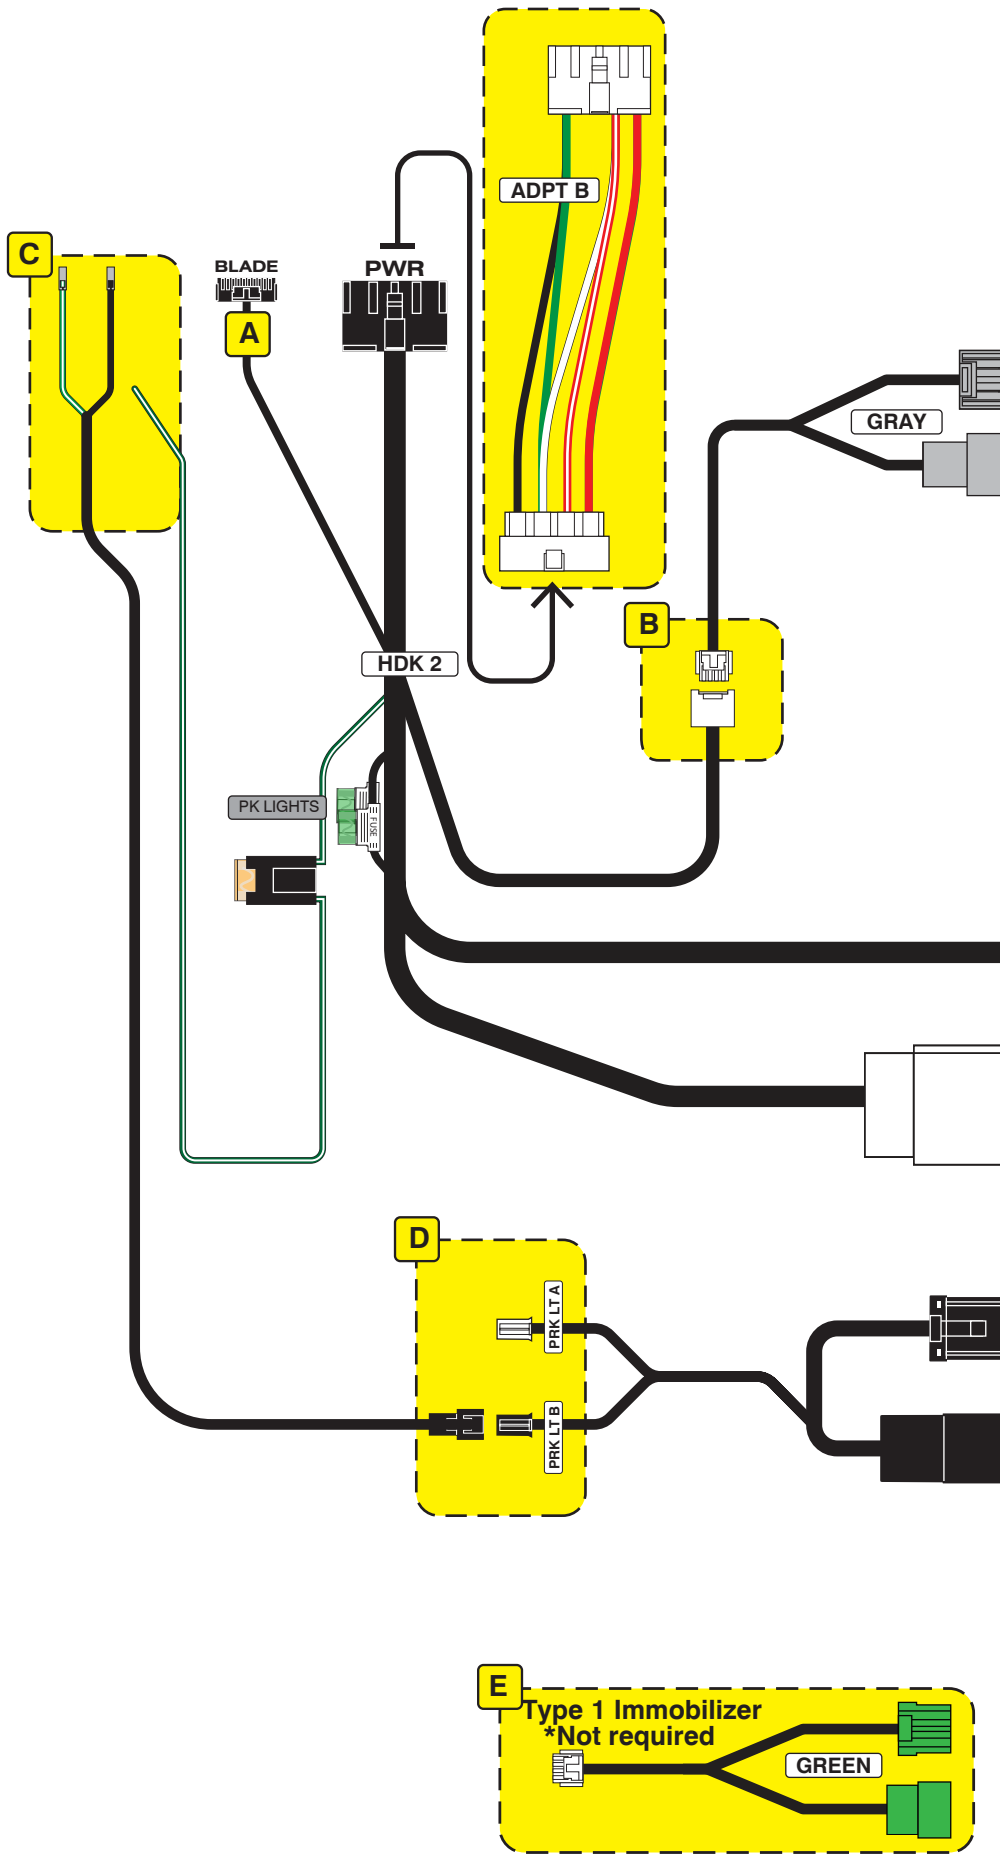 ADPT B
C
BLADE
PWR
A
GRAY
B
HDK 2
PK LIGHTS
FUSE
D
PRK LT A
PRK LT B
E
Type 1 Immobilizer
*Not required
GREEN